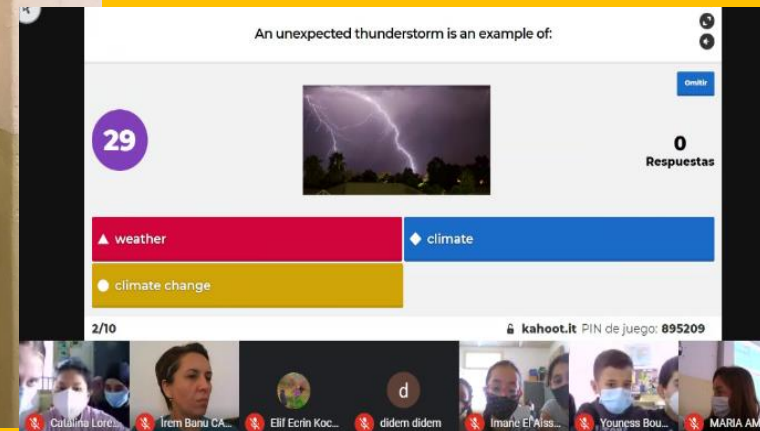 An unexpected thunderstorm is an example of:
Omitir
29
0
Respuestas
weather
climate
climate change
2/10
kahoot.it PIN de juego: 895209
d
Catalina Lore...
İrem Banu CA...
Elif Ecrin Koc...
didem didem
Imane El Aiss...
Youness Bou...
MARIA AM